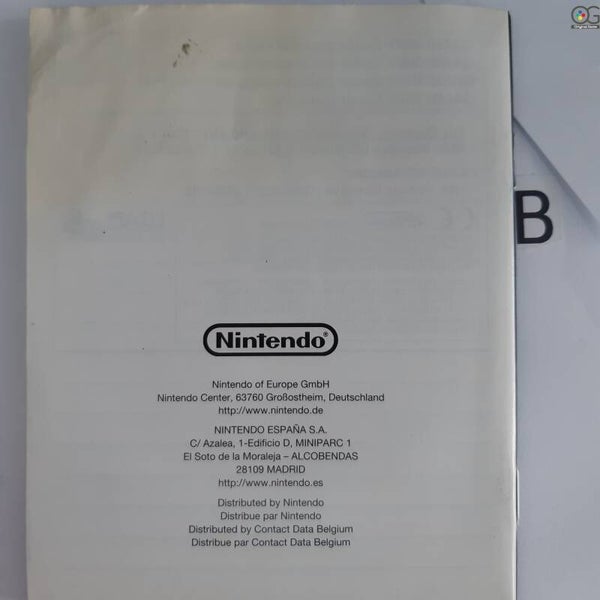 OG
B
Nintendo®
Nintendo of Europe GmbH
Nintendo Center, 63760 Großostheim, Deutschland
http://www.nintendo.de
NINTENDO ESPAÑA S.A.
C/ Azalea, 1-Edificio D, MINIPARC 1
El Soto de la Moraleja – ALCOBENDAS
28109 MADRID
http://www.nintendo.es
Distributed by Nintendo
Distribue par Nintendo
Distributed by Contact Data Belgium
Distribue par Contact Data Belgium